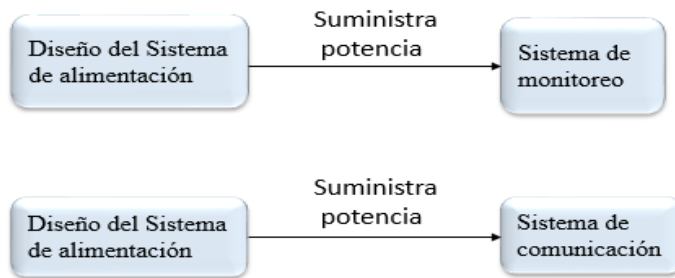 Suministra
potencia
Diseño del Sistema
de alimentación
Sistema de
monitoreo
Suministra
potencia
Diseño del Sistema
de alimentación
Sistema de
comunicación